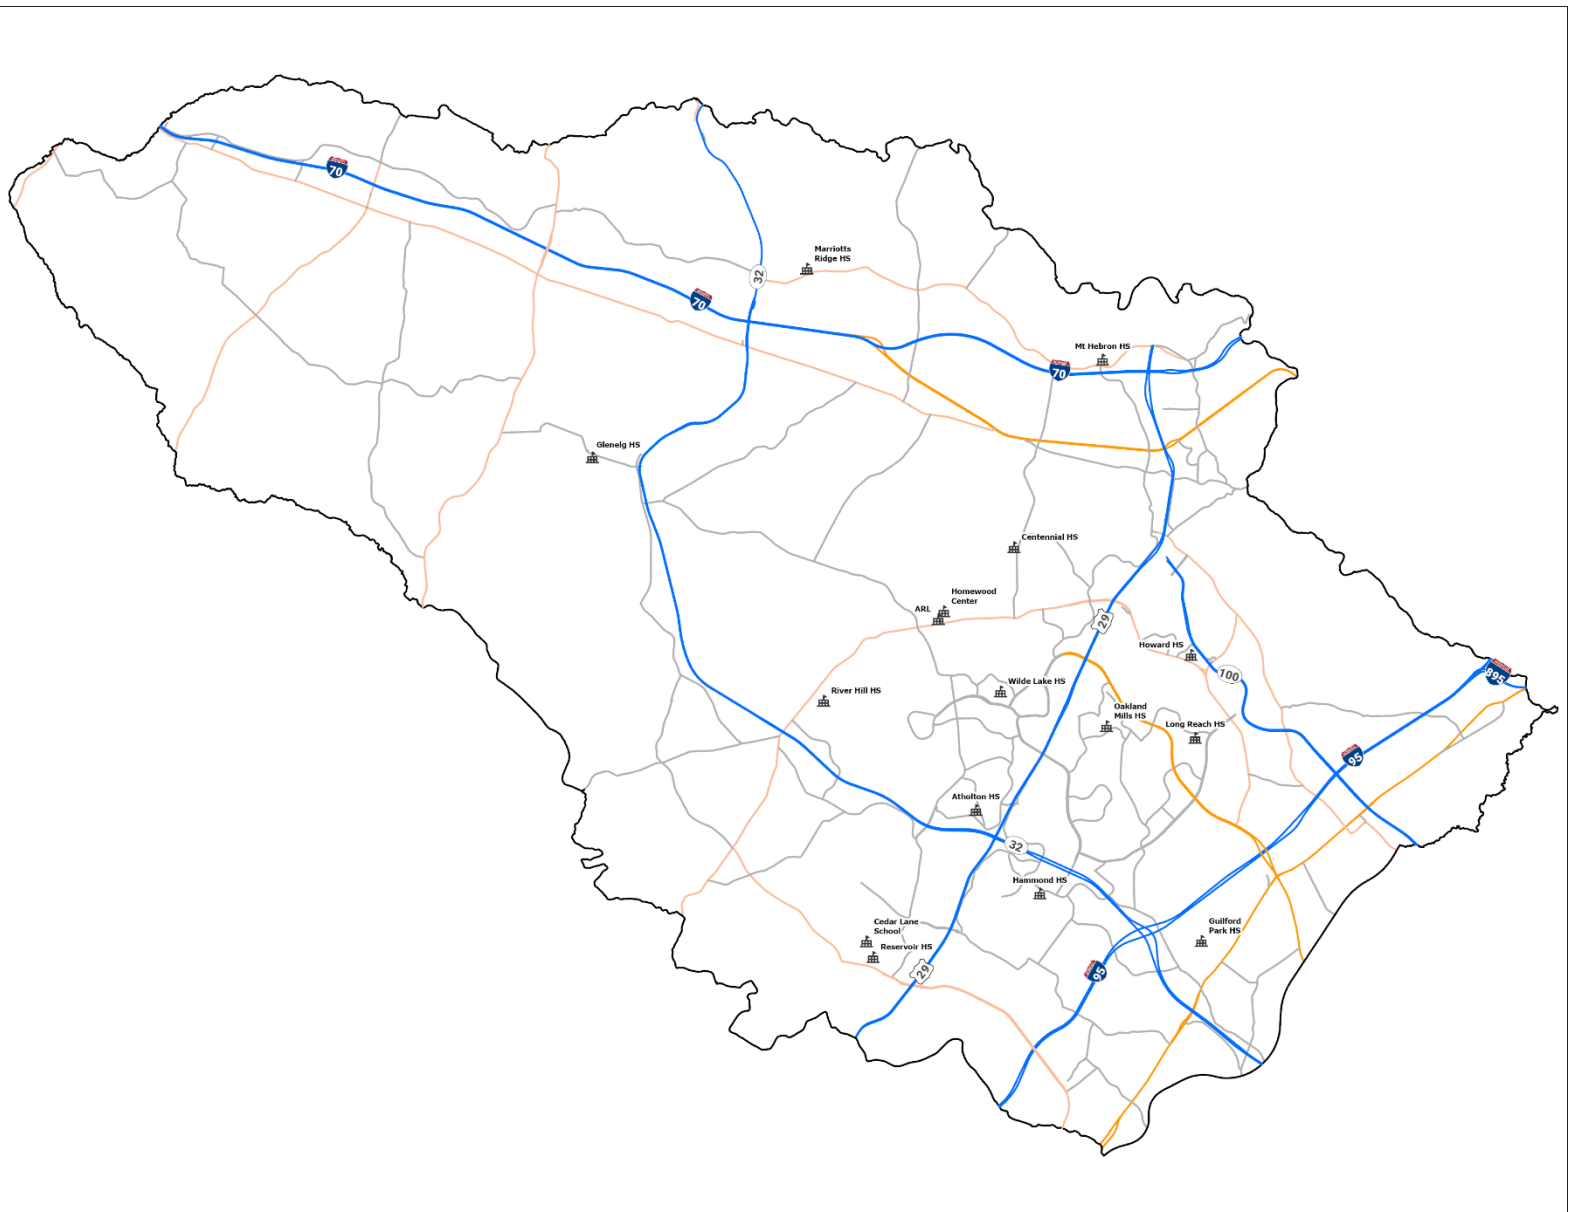 70
32
Marriotts
Ridge HS
70
Mt Hebron HS
70
Glenelg HS
Centennial HS
Homewood
Center
ARL
29
Howard HS
100
895
River Hill HS
Wilde Lake HS
Oakland
Mills HS
Long Reach HS
95
Atholton HS
32
Hammond HS
Cedar Lane
School
Reservoir HS
Guilford
Park HS
29
95